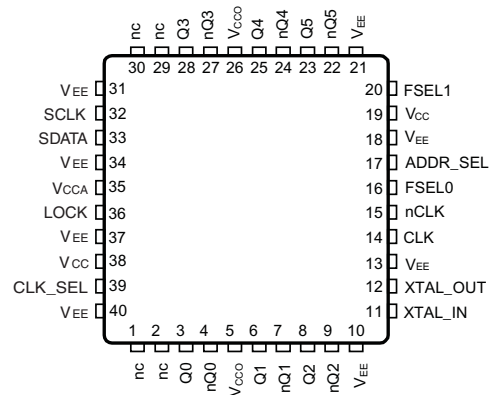 nc nc Q3 nQ3 VCCO Q4 nQ4 Q5 nQ5 VEE
30 29 28 27 26 25 24 23 22 21
VEE 31
SCLK 32
SDATA 33
VEE 34
VCCA 35
LOCK 36
VEE 37
VCC 38
CLK_SEL 39
VEE 40
20 FSEL1
19 VCC
18 VEE
17 ADDR_SEL
16 FSEL0
15 nCLK
14 CLK
13 VEE
12 XTAL_OUT
11 XTAL_IN
1 2 3 4 5 6 7 8 9 10
nc nc Q0 nQ0 VCCO Q1 nQ1 Q2 nQ2 VEE